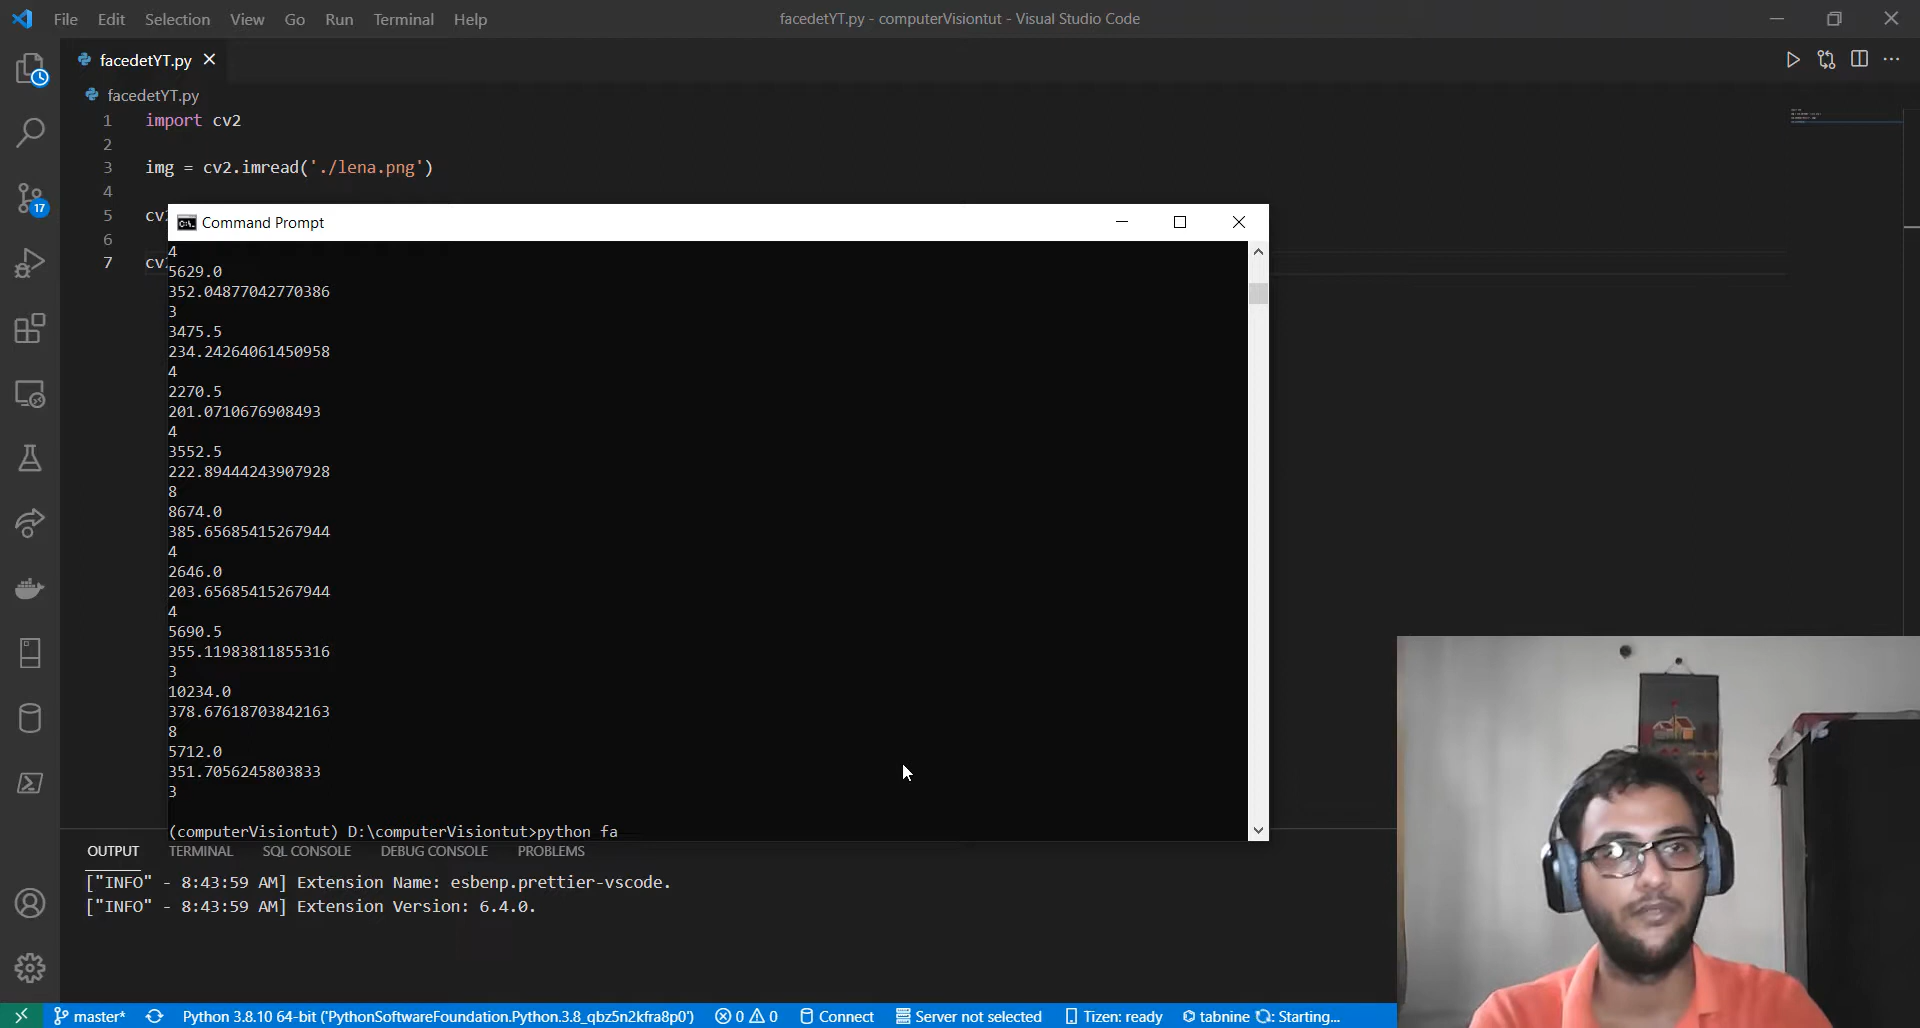 File Edit Selection View Go Run Terminal Help
facedetYT.py - computerVisiontut - Visual Studio Code
facedetYT.py
facedetYT.py
1 import cv2
2
3 img = cv2.imread('./lena.png')
4
5 cv2
6
7 cv2
17
Command Prompt
4
5629.0
352.04877042770386
3
3475.5
234.24264061450958
4
2270.5
201.0710676908493
4
3552.5
222.89444243907928
8
8674.0
385.65685415267944
4
2646.0
203.65685415267944
4
5690.5
355.11983811855316
3
10234.0
378.67618703842163
8
5712.0
351.7056245803833
3
(computerVisiontut) D:\computerVisiontut>python fa
OUTPUT TERMINAL SQL CONSOLE DEBUG CONSOLE PROBLEMS
["INFO" - 8:43:59 AM] Extension Name: esbenp.prettier-vscode.
["INFO" - 8:43:59 AM] Extension Version: 6.4.0.
master* Python 3.8.10 64-bit ('PythonSoftwareFoundation.Python.3.8_qbz5n2kfra8p0') 0 0 Connect Server not selected Tizen: ready tabnine : Starting...